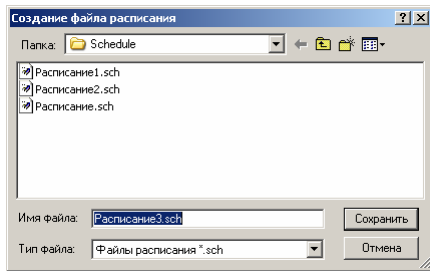 Создание файла расписания
Папка: Schedule
Расписание1.sch
Расписание2.sch
Расписание.sch
Имя файла: Расписание3.sch Сохранить
Тип файла: Файлы расписания *.sch Отмена